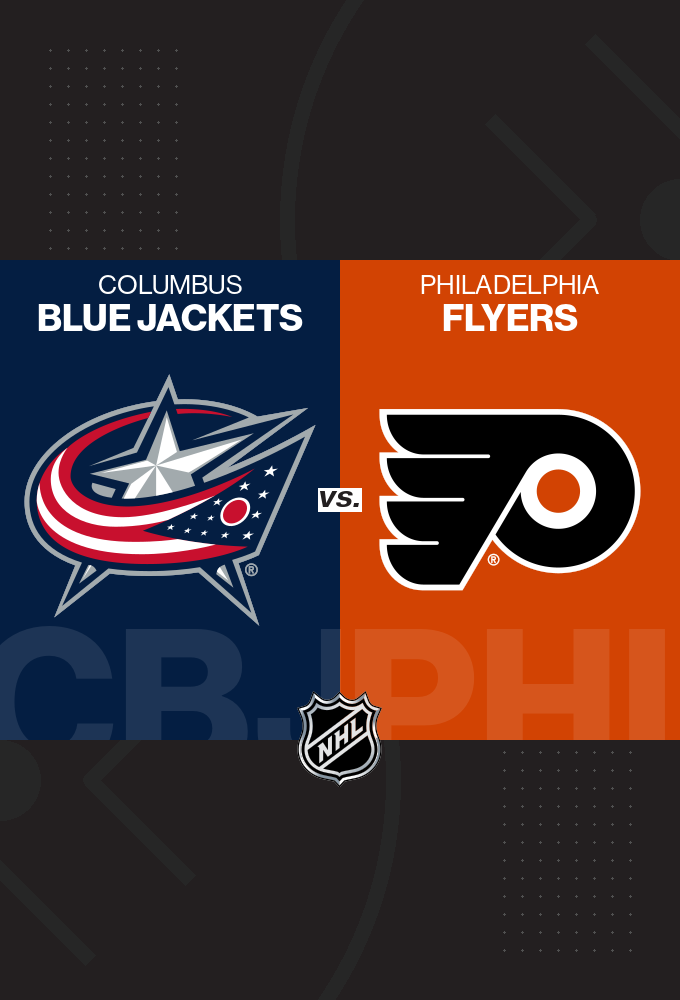 COLUMBUS
BLUE JACKETS
PHILADELPHIA
FLYERS
vs.
®
®
CBJ
PHI
NHL